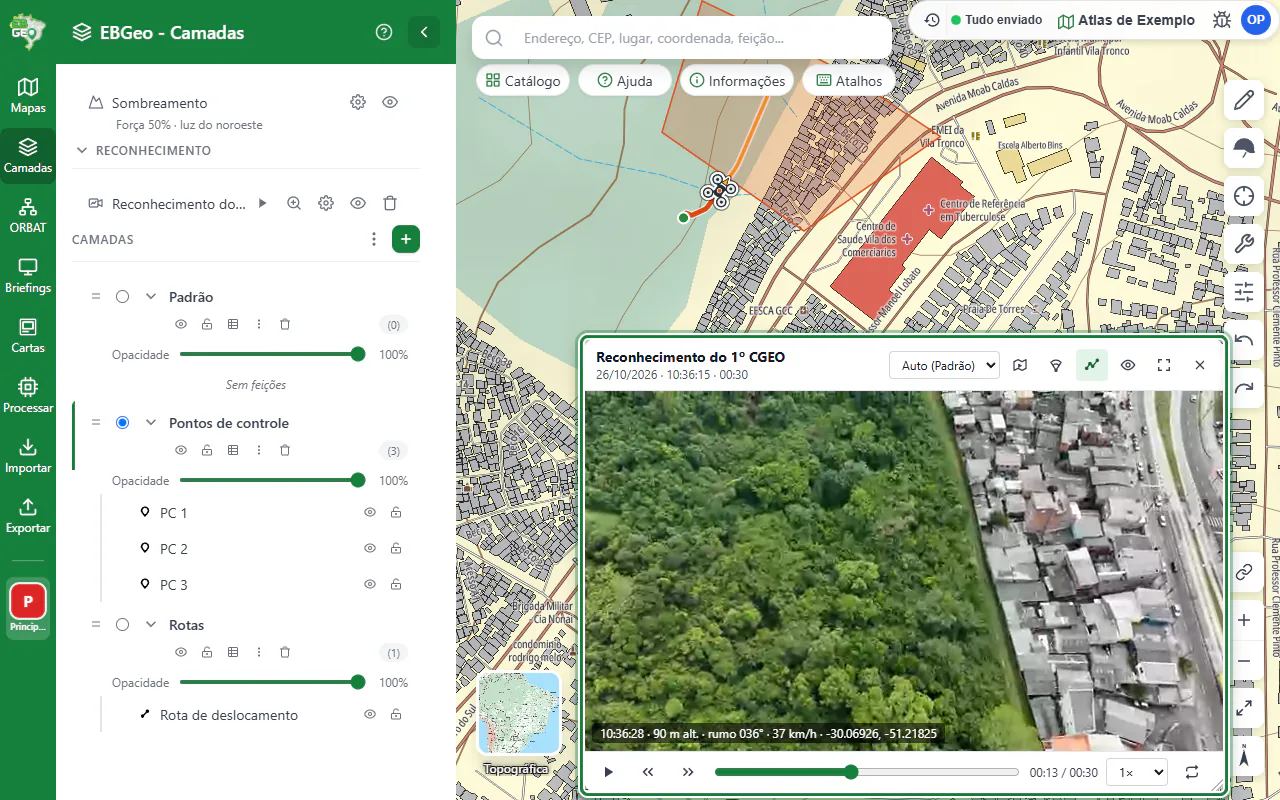 EBGeo - Camadas
Endereço, CEP, lugar, coordenada, feição...
Tudo enviado
Atlas de Exemplo
OP
Catálogo
Ajuda
Informações
Atalhos
Mapas
Camadas
ORBAT
Briefings
Cartas
Processar
Importar
Exportar
P
Princip...
Sombreamento
Força 50% · luz do noroeste
RECONHECIMENTO
Reconhecimento do...
CAMADAS
Padrão
(0)
Opacidade
100%
Sem feições
Pontos de controle
(3)
Opacidade
100%
PC 1
PC 2
PC 3
Rotas
(1)
Opacidade
100%
Rota de deslocamento
Infantil Vila Tronco
Avenida Moab Caldas
Avenida Moab Caldas
EMEI da
Vila Tronco
Escola Alberto Bins
Centro de Referência
em Tuberculose
Centro de
Saude Vila dos
Comerciarios
EESCA GCC
Praia De Torres
Rua Professor Clemente Pinto
Rua Professor Clemente Pinto
Brigada Militar
- Cia Nonai
condomínio
rodrigo melo
Topográfica
Reconhecimento do 1º CGEO
26/10/2026 · 10:36:15 · 00:30
Auto (Padrão)
10:36:28 · 90 m alt. · rumo 036° · 37 km/h · -30.06926, -51.21825
00:13 / 00:30
1×
N